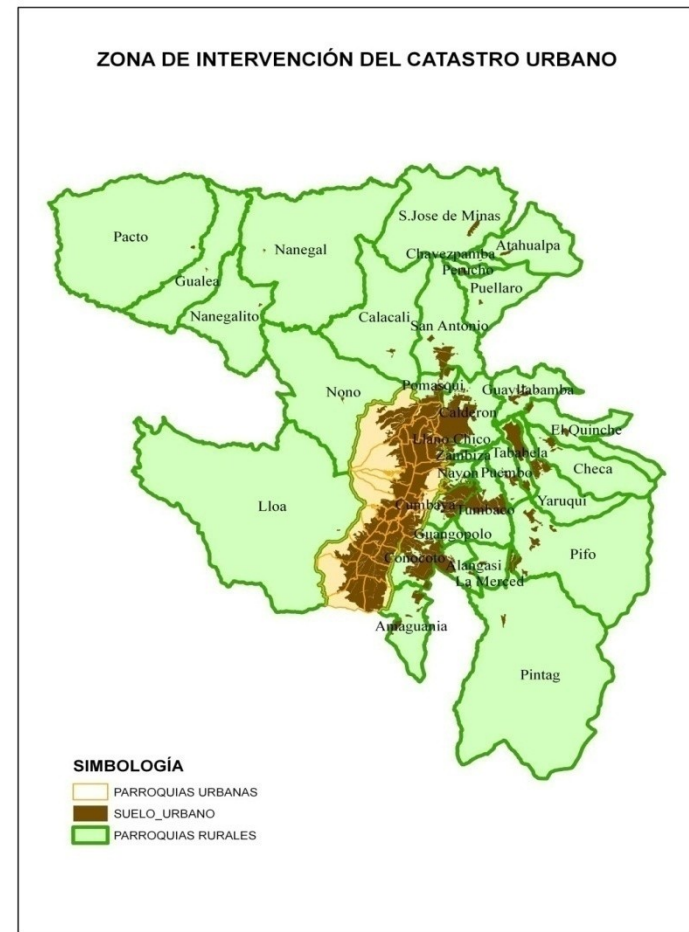 ZONA DE INTERVENCIÓN DEL CATASTRO URBANO
S.Jose de Minas
Pacto
Nanegal
Atahualpa
Chavezpamba
Perucho
Gualea
Puellaro
Nanegalito
Calacali
San Antonio
Nono
Pomasqui
Guayllabamba
Calderon
El Quinche
Llano Chico
Zambiza
Tababela
Checa
Nayon
Puembo
Yaruqui
Lloa
Cumbaya
Tumbaco
Guangopolo
Pifo
Conocoto
Alangasi
La Merced
Amaguania
Pintag
SIMBOLOGÍA
PARROQUIAS URBANAS
SUELO_URBANO
PARROQUIAS RURALES